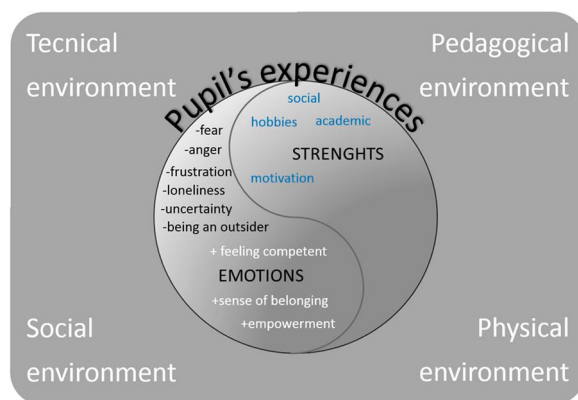 Tecnical
environment
Pedagogical
environment
Pupil's experiences
social
hobbies
academic
STRENGHTS
motivation
-fear
-anger
-frustration
-loneliness
-uncertainty
-being an outsider
+ feeling competent
EMOTIONS
+sense of belonging
+empowerment
Social
environment
Physical
environment